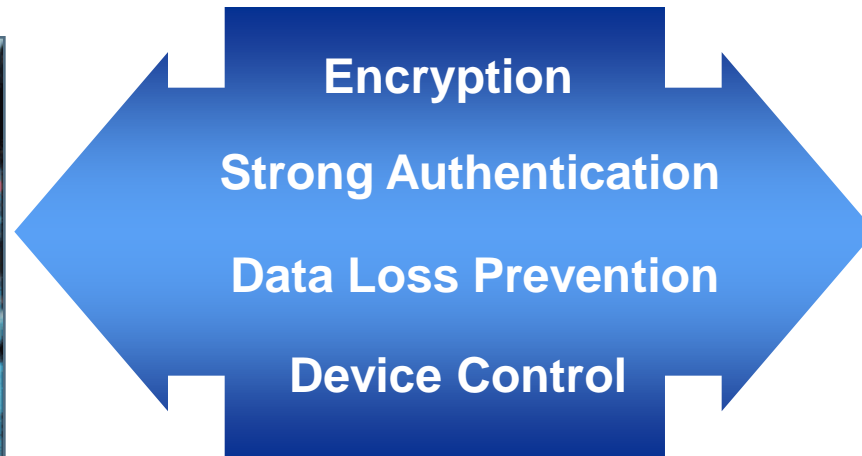 Encryption
Strong Authentication
Data Loss Prevention
Device Control